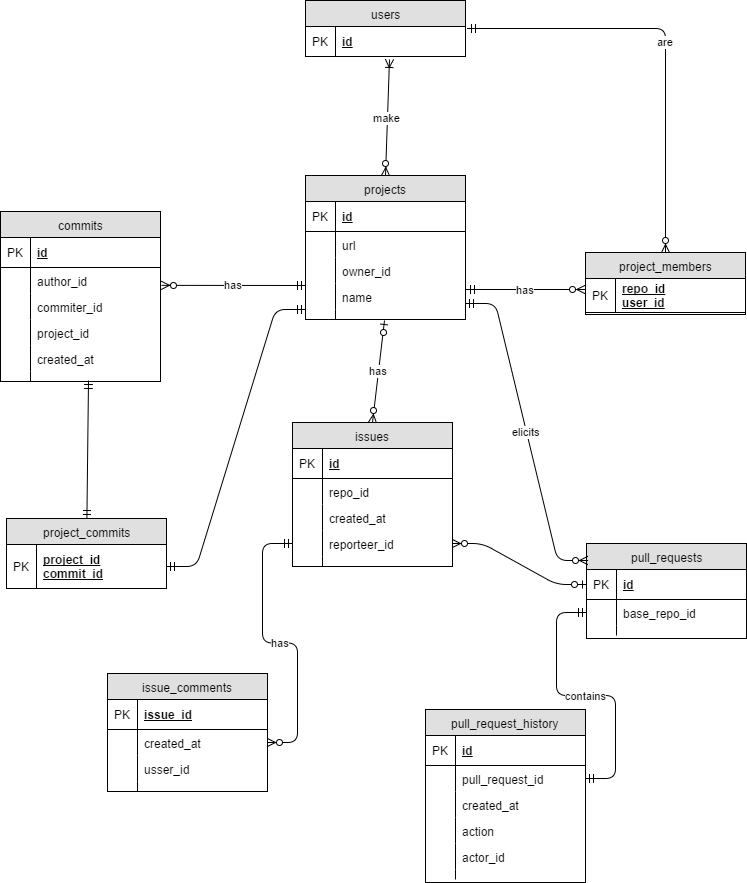 users
PK id
are
make
projects
PK id
url
owner_id
name
commits
PK id
author_id
commiter_id
project_id
created_at
has
project_members
PK repo_id
user_id
has
has
elicits
issues
PK id
repo_id
created_at
reporteer_id
project_commits
PK project_id
commit_id
pull_requests
PK id
base_repo_id
has
issue_comments
PK issue_id
created_at
usser_id
contains
pull_request_history
PK id
pull_request_id
created_at
action
actor_id